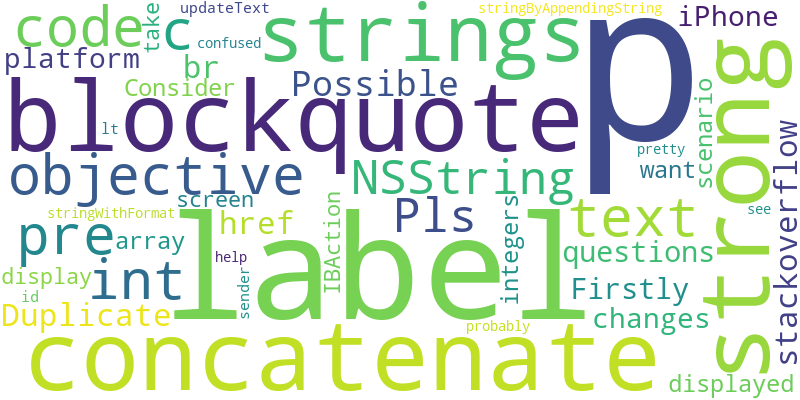 updateText
stringByAppendingString
code
take
c
confused
strings
p
iPhone
platform
br
Consider
Possible
blockquote
strong
scenario
lt
pretty
objective
NSString
want
stackoverflow
screen
stringWithFormat
href
IBAction
Pls
integers
text
see
pre
array
label
help
questions
display
int
sender
Firstly
id
Duplicate
changes
probably
concatenate
displayed